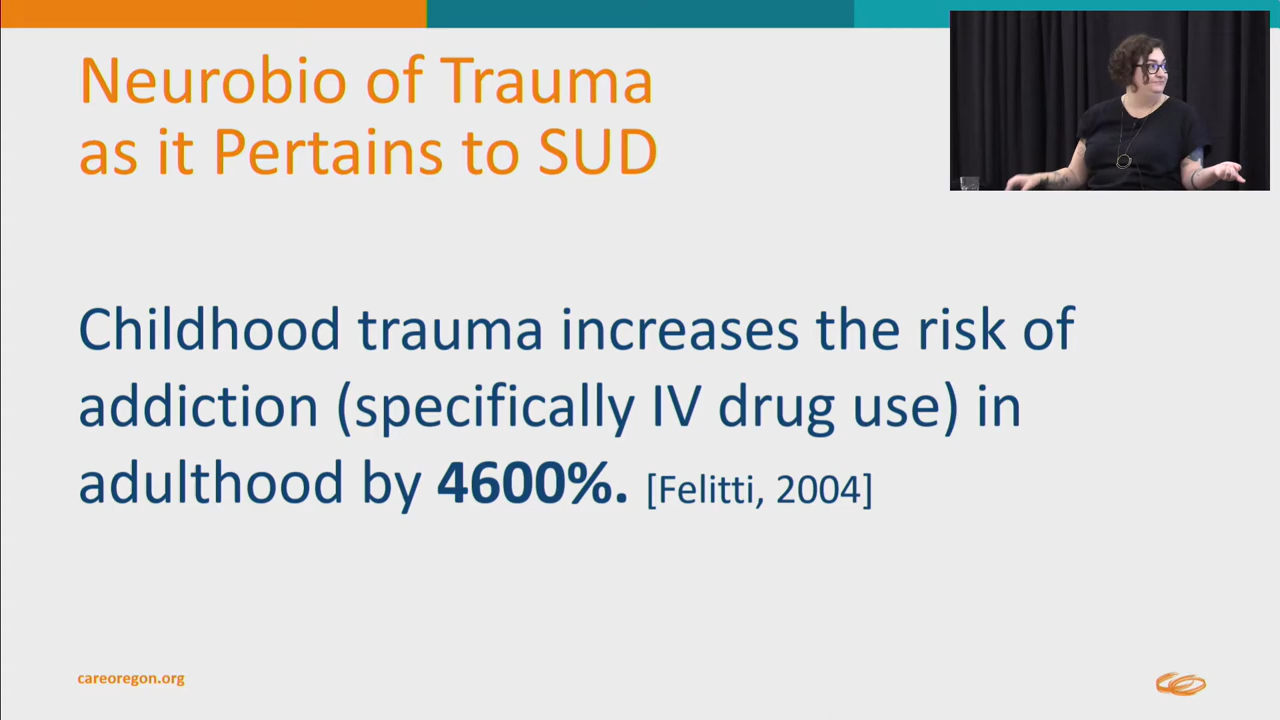 Neurobio of Trauma
as it Pertains to SUD
Childhood trauma increases the risk of
addiction (specifically IV drug use) in
adulthood by 4600%. [Felitti, 2004]
careoregon.org